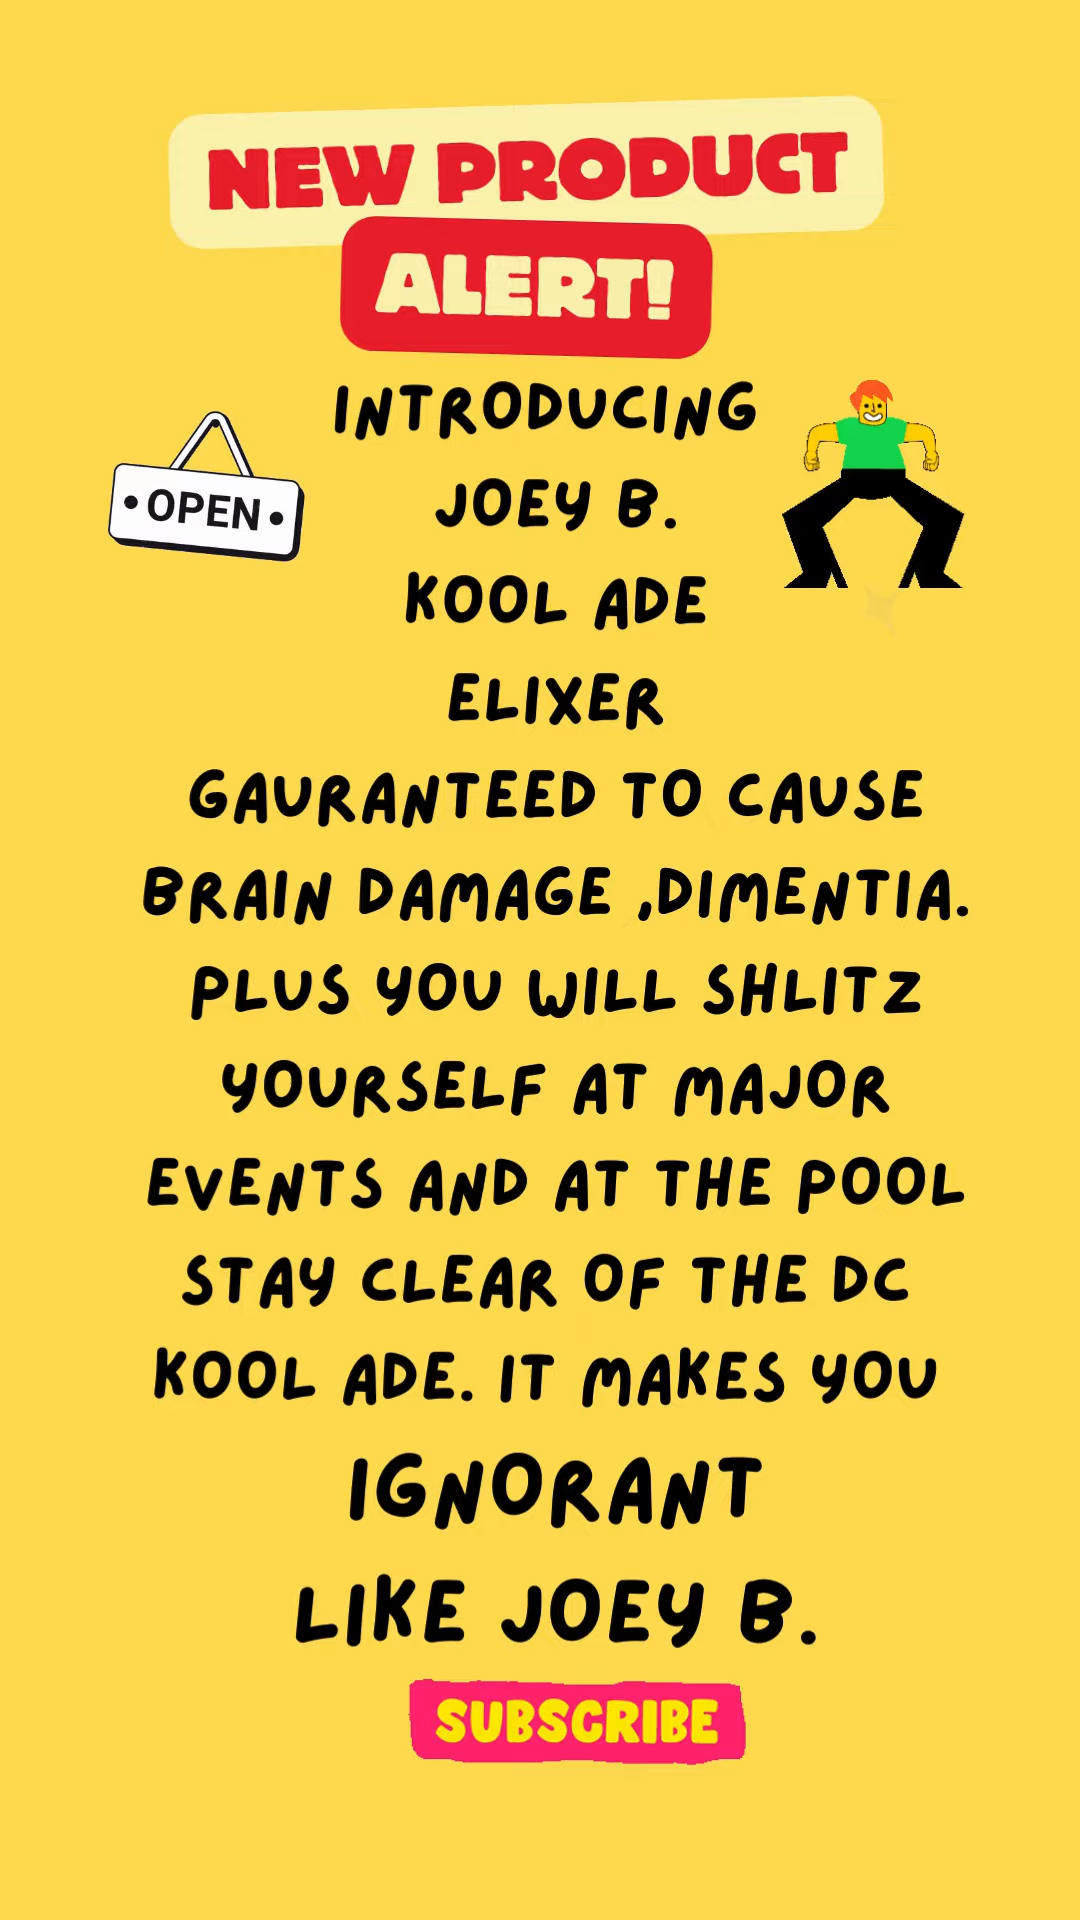 NEW PRODUCT
ALERT!
INTRODUCING
JOEY B.
KOOL ADE
ELIXER
GAURANTEED TO CAUSE
BRAIN DAMAGE ,DIMENTIA.
PLUS YOU WILL SHLITZ
YOURSELF AT MAJOR
EVENTS AND AT THE POOL
STAY CLEAR OF THE DC
KOOL ADE. IT MAKES YOU
IGNORANT
LIKE JOEY B.
OPEN
SUBSCRIBE